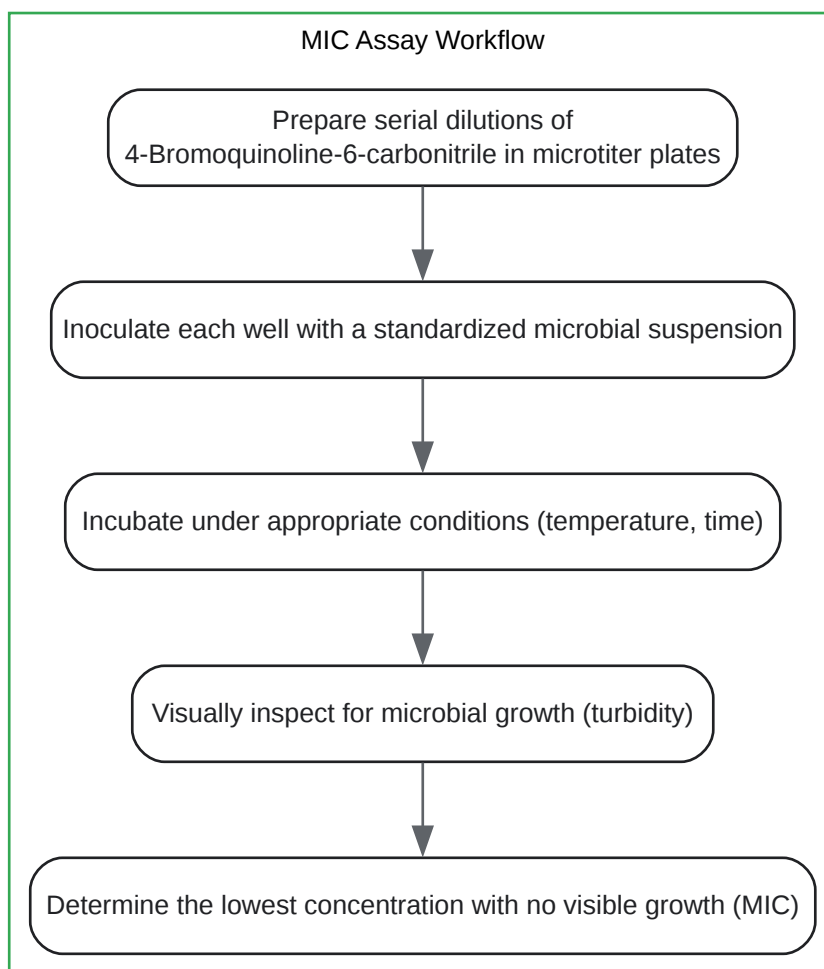 MIC Assay Workflow
Prepare serial dilutions of
4-Bromoquinoline-6-carbonitrile in microtiter plates
Inoculate each well with a standardized microbial suspension
Incubate under appropriate conditions (temperature, time)
Visually inspect for microbial growth (turbidity)
Determine the lowest concentration with no visible growth (MIC)